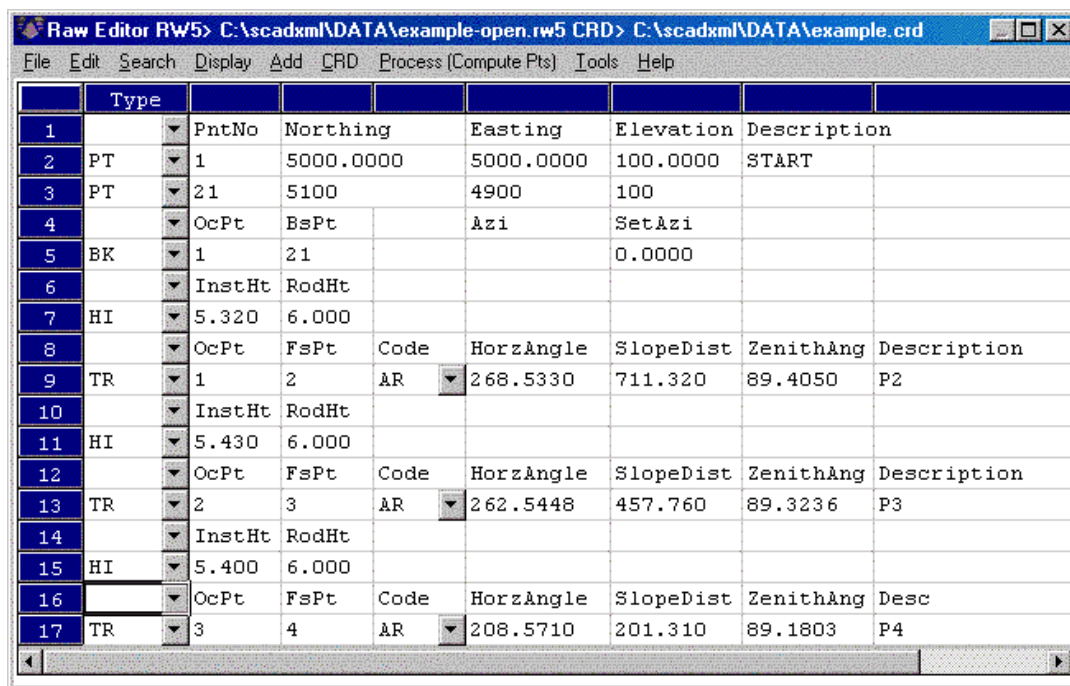 Raw Editor RW5> C:\scadxml\DATA\example-open.rw5 CRD> C:\scadxml\DATA\example.crd
File Edit Search Display Add CRD Process (Compute Pts) Tools Help
Type
1 PntNo Northing Easting Elevation Description
2 PT 1 5000.0000 5000.0000 100.0000 START
3 PT 21 5100 4900 100
4 OcPt BsPt Azi SetAzi
5 BK 1 21 0.0000
6 InstHt RodHt
7 HI 5.320 6.000
8 OcPt FsPt Code HorzAngle SlopeDist ZenithAng Description
9 TR 1 2 AR 268.5330 711.320 89.4050 P2
10 InstHt RodHt
11 HI 5.430 6.000
12 OcPt FsPt Code HorzAngle SlopeDist ZenithAng Description
13 TR 2 3 AR 262.5448 457.760 89.3236 P3
14 InstHt RodHt
15 HI 5.400 6.000
16 OcPt FsPt Code HorzAngle SlopeDist ZenithAng Desc
17 TR 3 4 AR 208.5710 201.310 89.1803 P4